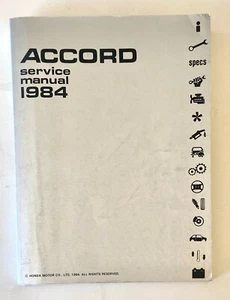 ACCORD
service
manual
1984
specs
© HONDA MOTOR CO., LTD. 1984. ALL RIGHTS RESERVED.